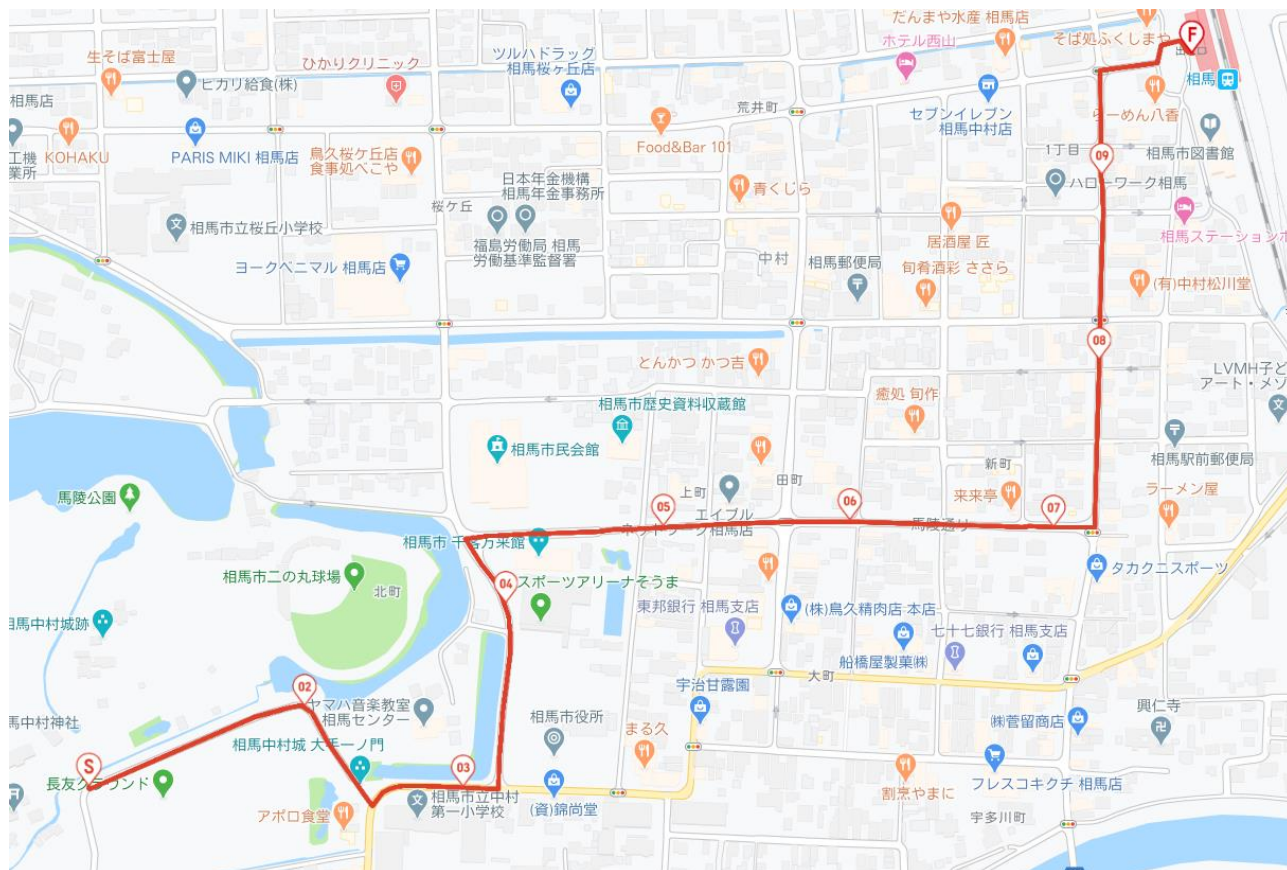 だんまや水産 相馬店
ホテル西山
そば処ふくしまや
F
生そば富士屋
ヒカリ給食(株)
ひかりクリニック
ツルハドラッグ
相馬桜ヶ丘店
相馬
荒井町
セブンイレブン
相馬中村店
らーめん八香
相馬店
KOHAKU
PARIS MIKI 相馬店
鳥久桜ケ丘店
食事処べこや
Food&Bar 101
1丁目
09
相馬市図書館
日本年金機構
相馬年金事務所
青くじら
ハローワーク相馬
桜ケ丘
相馬市立桜丘小学校
福島労働局 相馬
労働基準監督署
居酒屋 匠
相馬ステーションホ
ヨークベニマル 相馬店
中村
相馬郵便局
旬肴酒彩 ささら
(有)中村松川堂
08
とんかつ かつ吉
LVMH子ど
アート・メゾ
癒処 旬作
相馬市歴史資料収蔵館
相馬市民会館
相馬駅前郵便局
新町
馬陵公園
上町
田町
エイブル
ネットワーク相馬店
来来亭
ラーメン屋
05
06
07
馬陵通り
相馬市 千客万来館
タカクニスポーツ
相馬市二の丸球場
北町
04
スポーツアリーナそうま
東邦銀行 相馬支店
(株)鳥久精肉店 本店
七十七銀行 相馬支店
船橋屋製菓㈱
大町
宇治甘露園
02
ヤマハ音楽教室
相馬センター
相馬市役所
まる久
㈱菅留商店
興仁寺
馬中村神社
相馬中村城 大手一ノ門
S
長友グラウンド
03
相馬市立中村
第一小学校
(資)錦尚堂
割烹やまに
フレスコキクチ 相馬店
アポロ食堂
宇多川町